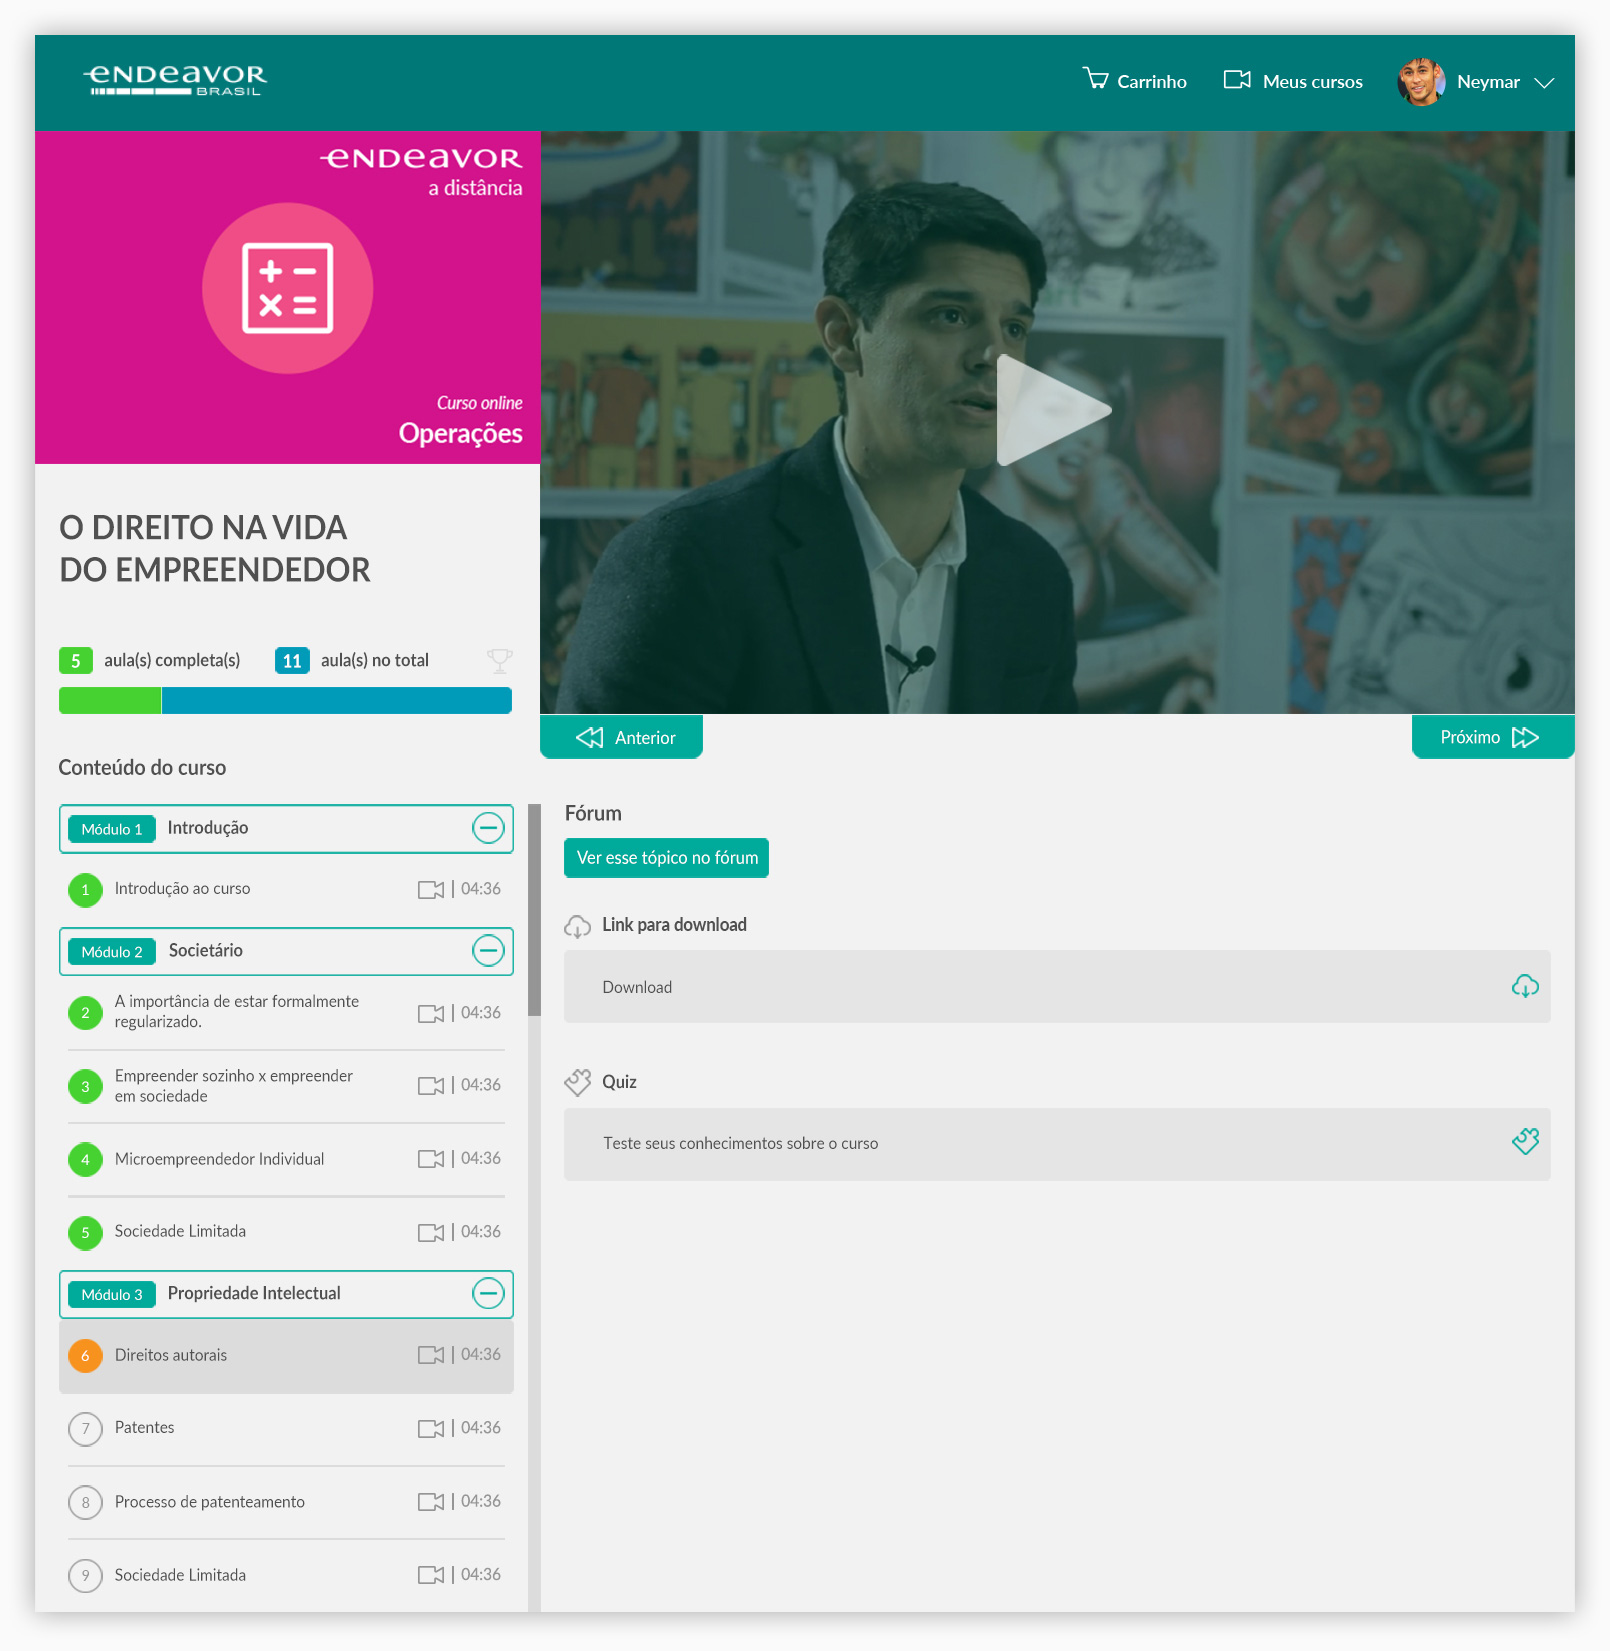 ENDEAVOR
BRASIL
Carrinho
Meus cursos
Neymar
ENDEAVOR
a distância
Curso online
Operações
O DIREITO NA VIDA
DO EMPREENDEDOR
5 aula(s) completa(s) 11 aula(s) no total
Anterior
Próximo
Conteúdo do curso
Módulo 1 Introdução
1 Introdução ao curso 04:36
Módulo 2 Societário
2 A importância de estar formalmente
regularizado. 04:36
3 Empreender sozinho x empreender
em sociedade 04:36
4 Microempreendedor Individual 04:36
5 Sociedade Limitada 04:36
Módulo 3 Propriedade Intelectual
6 Direitos autorais 04:36
7 Patentes 04:36
8 Processo de patenteamento 04:36
9 Sociedade Limitada 04:36
Fórum
Ver esse tópico no fórum
Link para download
Download
Quiz
Teste seus conhecimentos sobre o curso